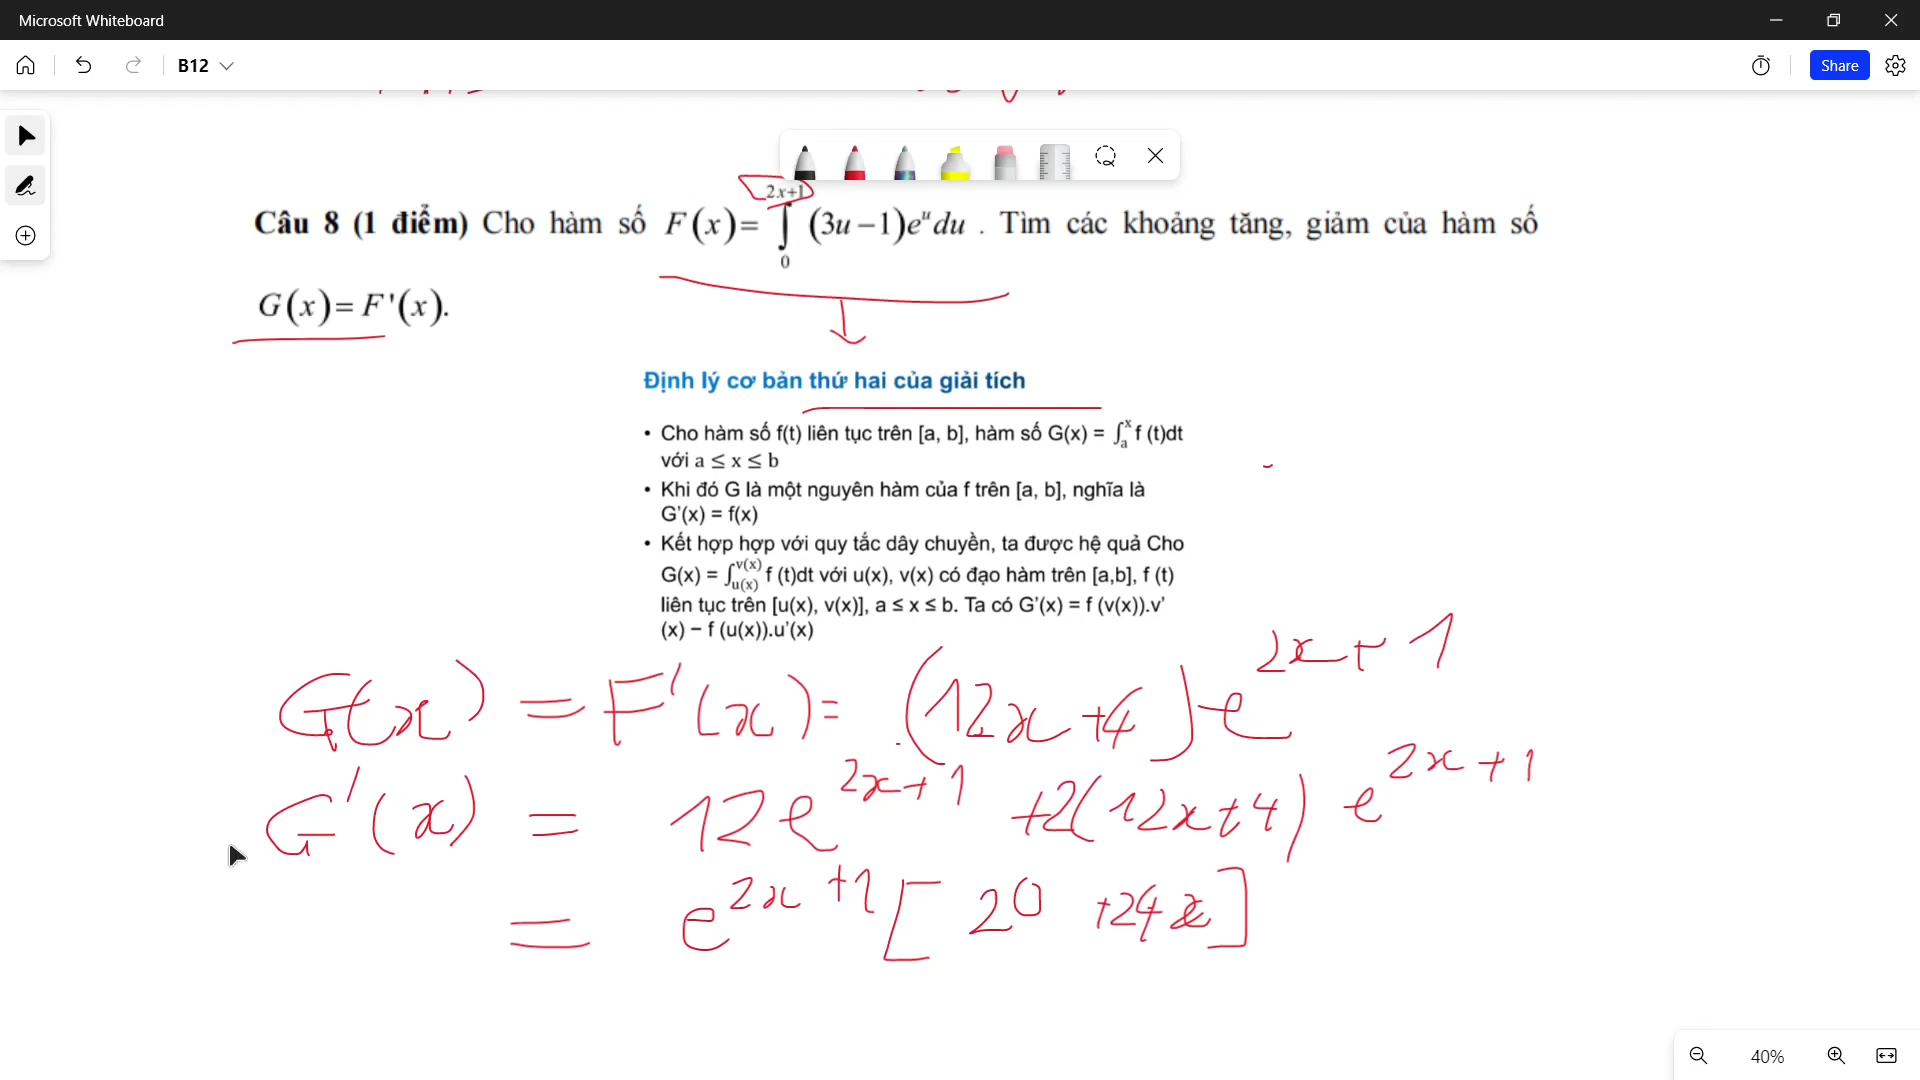 Microsoft Whiteboard
B12
Share
Câu 8 (1 điểm) Cho hàm số F(x)=∫₀^{2x+1}(3u−1)eᵘdu . Tìm các khoảng tăng, giảm của hàm số
G(x)=F'(x).
Định lý cơ bản thứ hai của giải tích
• Cho hàm số f(t) liên tục trên [a, b], hàm số G(x) = ∫ₐˣ f (t)dt
với a ≤ x ≤ b
• Khi đó G là một nguyên hàm của f trên [a, b], nghĩa là
G'(x) = f(x)
• Kết hợp hợp với quy tắc dây chuyền, ta được hệ quả Cho
G(x) = ∫_{u(x)}^{v(x)} f (t)dt với u(x), v(x) có đạo hàm trên [a,b], f (t)
liên tục trên [u(x), v(x)], a ≤ x ≤ b. Ta có G'(x) = f (v(x)).v'
(x) − f (u(x)).u'(x)
G(x) = F'(x) = (12x+4)e^{2x+1}
G'(x) = 12e^{2x+1} +2(12x+4) e^{2x+1}
= e^{2x+1}[20 +24x]
40%